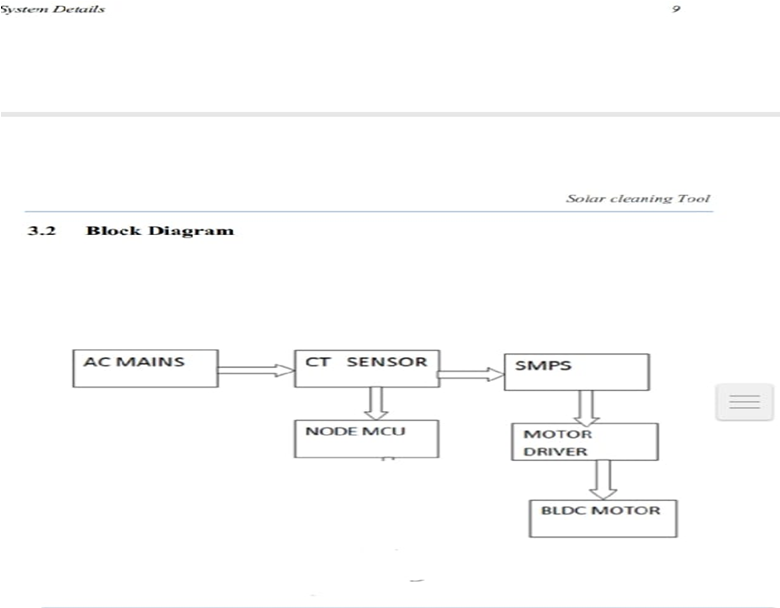 System Details 9
Solar cleaning Tool
3.2 Block Diagram
AC MAINS
CT SENSOR
SMPS
NODE MCU
MOTOR
DRIVER
BLDC MOTOR